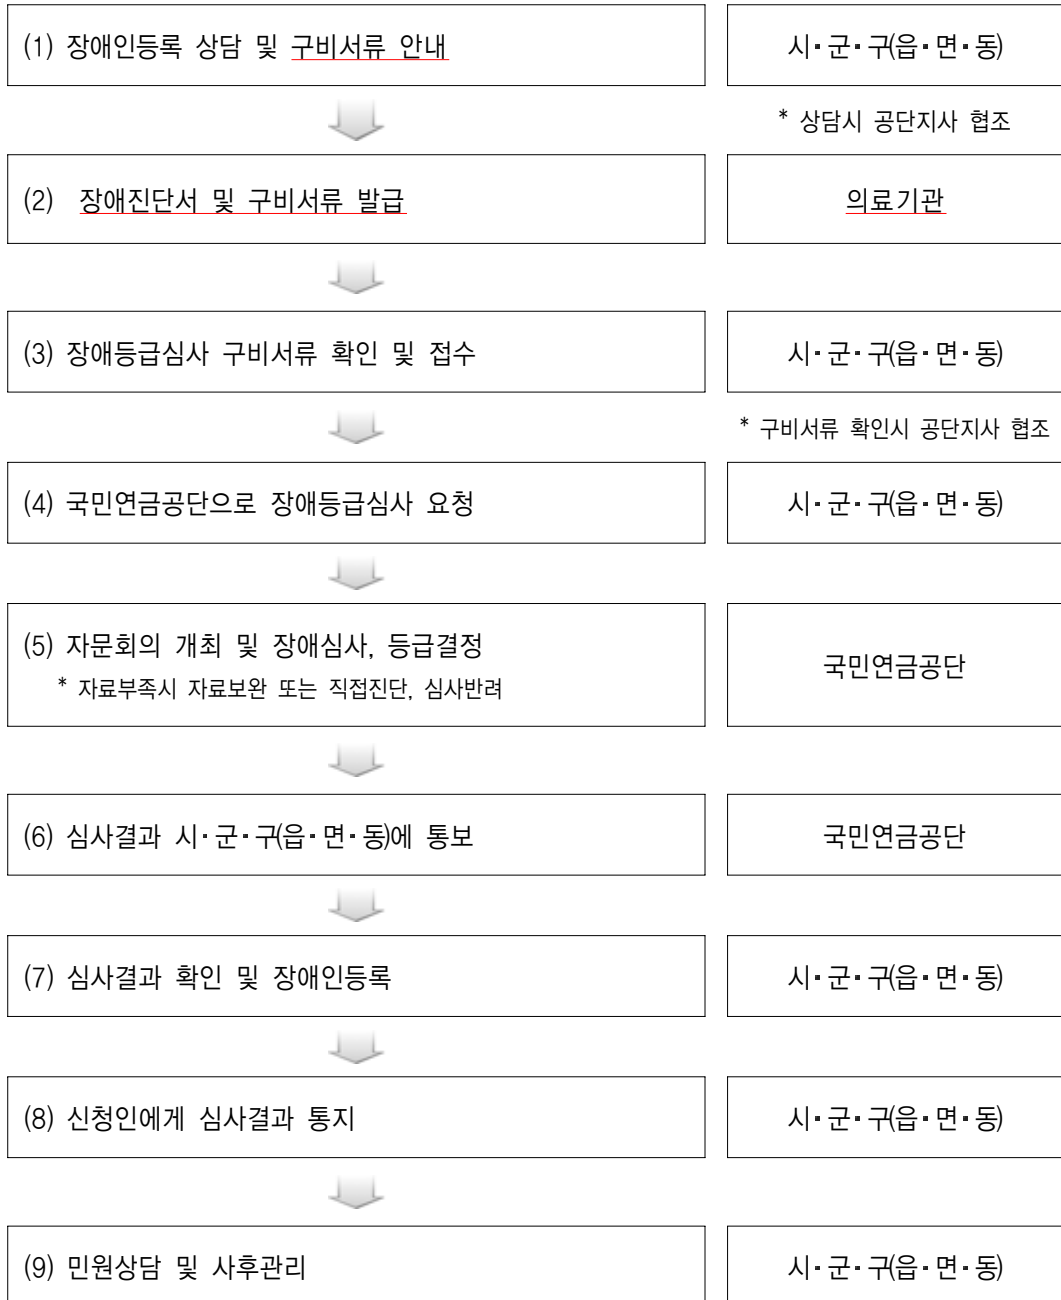 (1) 장애인등록 상담 및 구비서류 안내
시·군·구(읍·면·동)
* 상담시 공단지사 협조
(2) 장애진단서 및 구비서류 발급
의료기관
(3) 장애등급심사 구비서류 확인 및 접수
시·군·구(읍·면·동)
* 구비서류 확인시 공단지사 협조
(4) 국민연금공단으로 장애등급심사 요청
시·군·구(읍·면·동)
(5) 자문회의 개최 및 장애심사, 등급결정
* 자료부족시 자료보완 또는 직접진단, 심사반려
국민연금공단
(6) 심사결과 시·군·구(읍·면·동)에 통보
국민연금공단
(7) 심사결과 확인 및 장애인등록
시·군·구(읍·면·동)
(8) 신청인에게 심사결과 통지
시·군·구(읍·면·동)
(9) 민원상담 및 사후관리
시·군·구(읍·면·동)